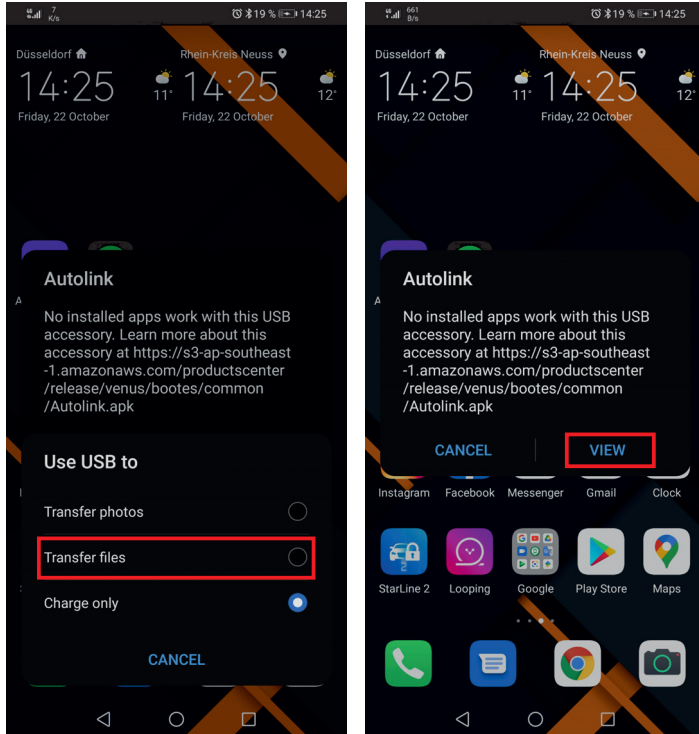 46 7 K/s 19 % 14:25
Düsseldorf Rhein-Kreis Neuss
14:25 11° 14:25 12°
Friday, 22 October Friday, 22 October
Autolink
No installed apps work with this USB
accessory. Learn more about this
accessory at https://s3-ap-southeast
-1.amazonaws.com/productscenter
/release/venus/bootes/common
/Autolink.apk
Use USB to
Transfer photos
Transfer files
Charge only
CANCEL
46 661 B/s 19 % 14:25
Düsseldorf Rhein-Kreis Neuss
14:25 11° 14:25 12°
Friday, 22 October Friday, 22 October
Autolink
No installed apps work with this USB
accessory. Learn more about this
accessory at https://s3-ap-southeast
-1.amazonaws.com/productscenter
/release/venus/bootes/common
/Autolink.apk
CANCEL VIEW
Instagram Facebook Messenger Gmail Clock
StarLine 2 Looping Google Play Store Maps